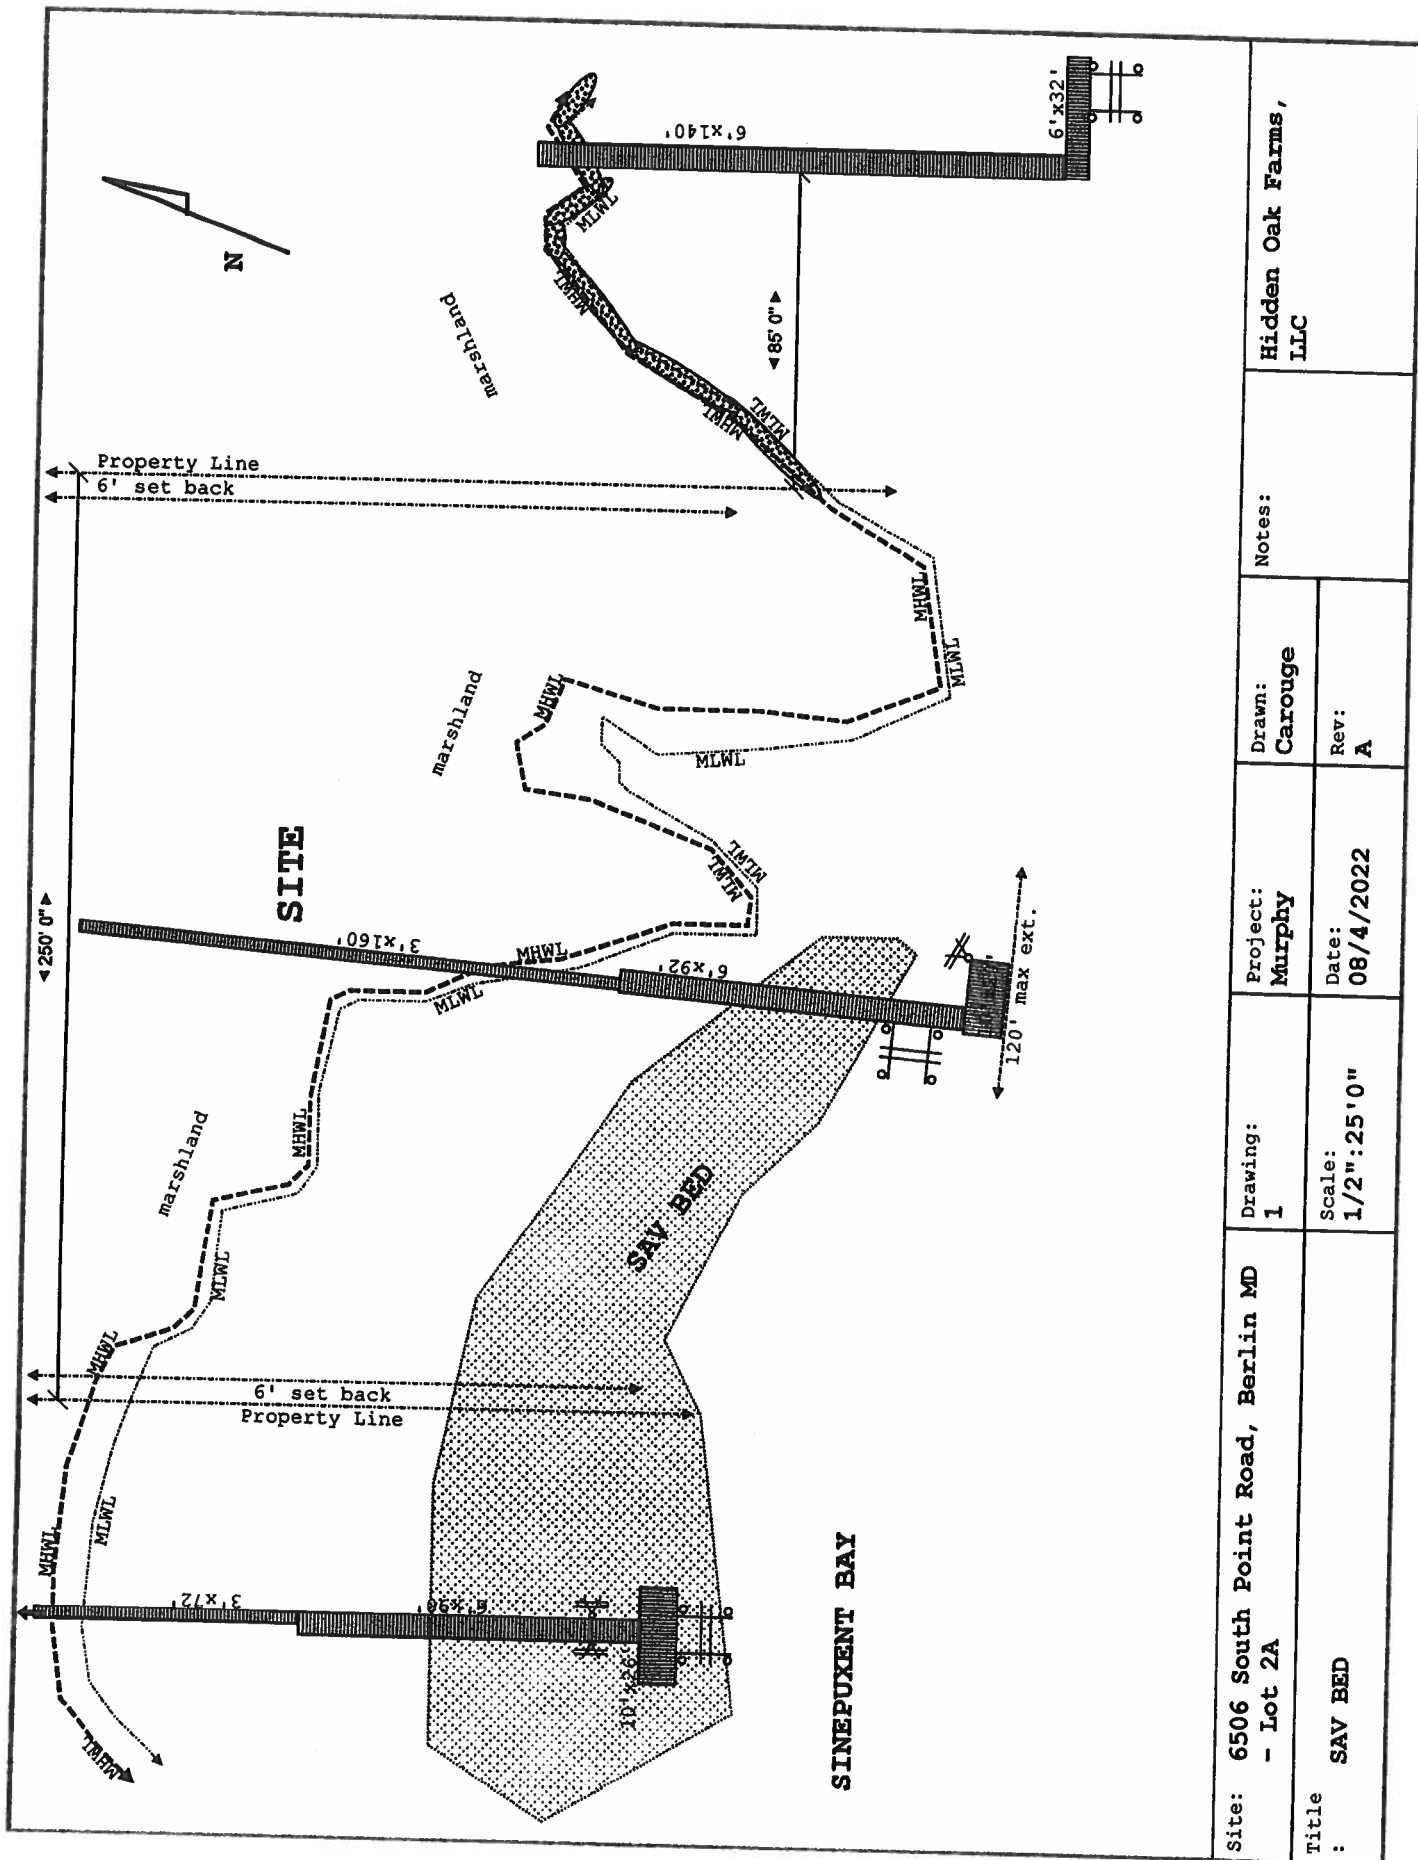 MHWL
MHWL
MLWL
3'x72'
6'x90'
10'x26'
Property Line
6' set back
MHWL
MLWL
marshland
MHWL
◄250' 0"►
SITE
3'x160'
MHWL
MLWL
6'x92'
120' max ext.
SAV BED
SINEPUXENT BAY
MLWL
MLWL
marshland
MHWL
MLWL
MHWL
MLWL
Property Line
6' set back
marshland
MHWL
MLWL
MHWL
MLWL
◄85' 0"►
N
6'x140'
6'x32'
Site: 6506 South Point Road, Berlin MD
- Lot 2A
Title
: SAV BED
Drawing:
1
Scale:
1/2":25'0"
Project:
Murphy
Date:
08/4/2022
Drawn:
Carouge
Rev:
A
Notes:
Hidden Oak Farms,
LLC